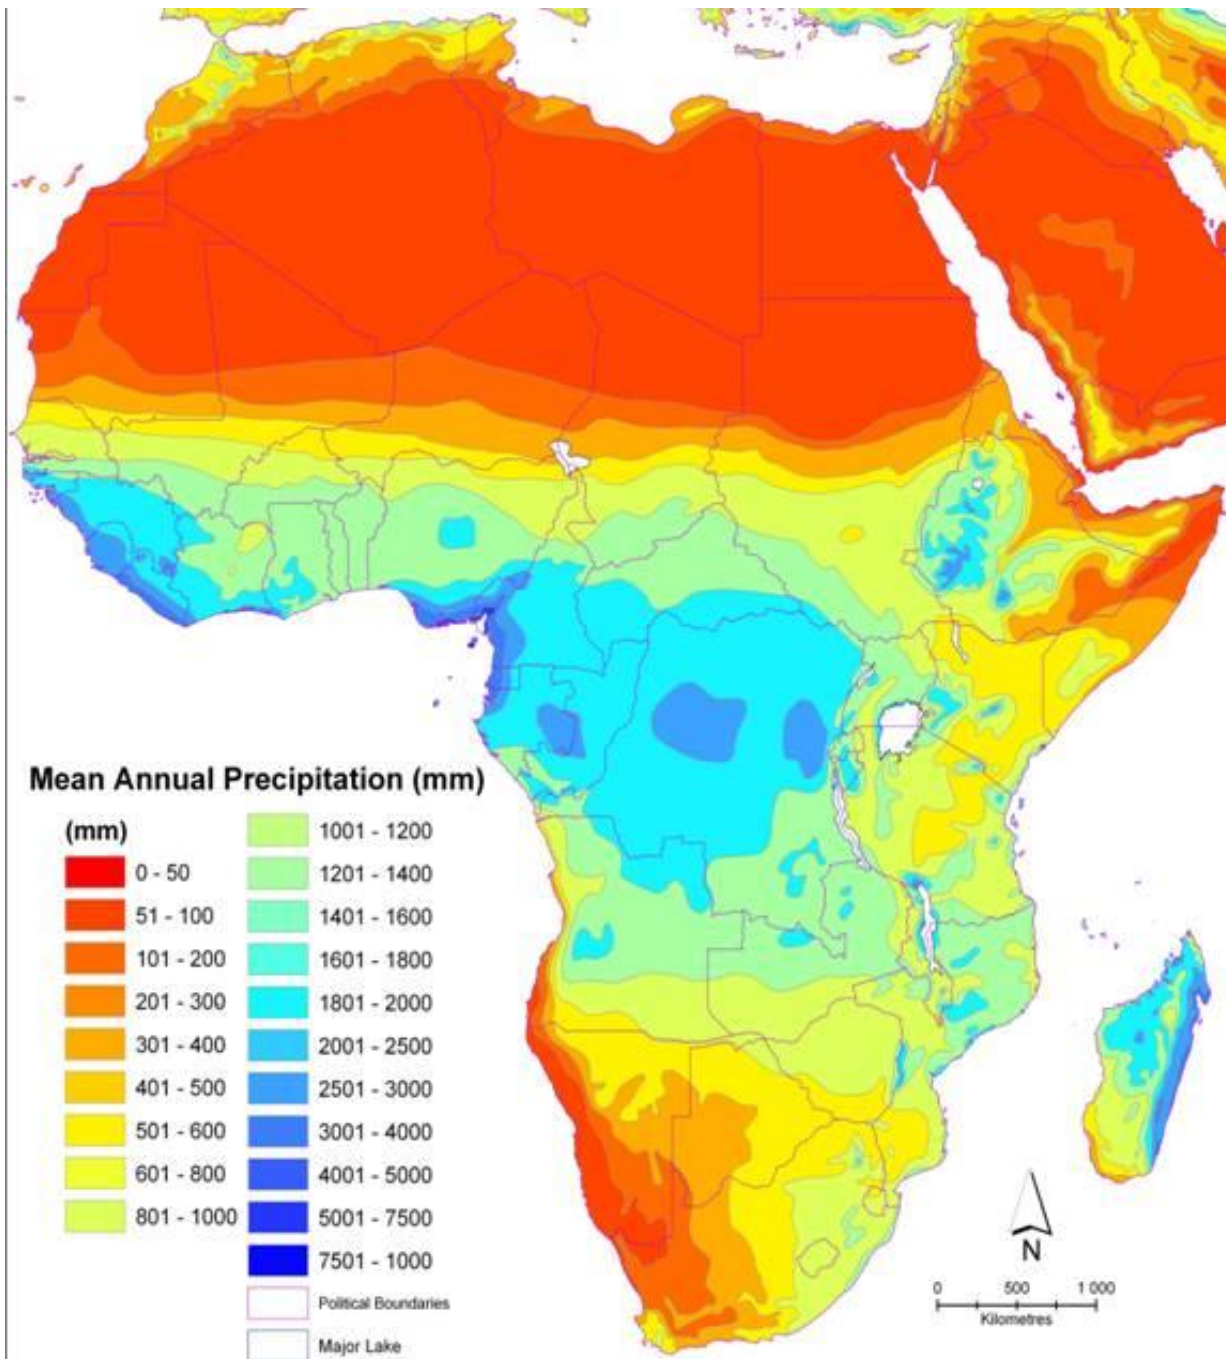 Mean Annual Precipitation (mm)
(mm)
0 - 50
51 - 100
101 - 200
201 - 300
301 - 400
401 - 500
501 - 600
601 - 800
801 - 1000
1001 - 1200
1201 - 1400
1401 - 1600
1601 - 1800
1801 - 2000
2001 - 2500
2501 - 3000
3001 - 4000
4001 - 5000
5001 - 7500
7501 - 1000
Political Boundaries
Major Lake
N
0 500 1 000
Kilometres